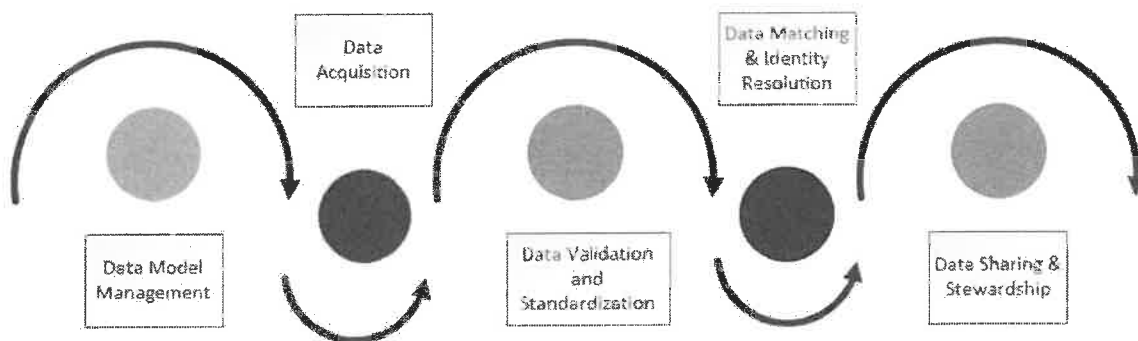 Data Model
Management
Data
Acquisition
Data Validation
and
Standardization
Data Matching
& Identity
Resolution
Data Sharing &
Stewardship